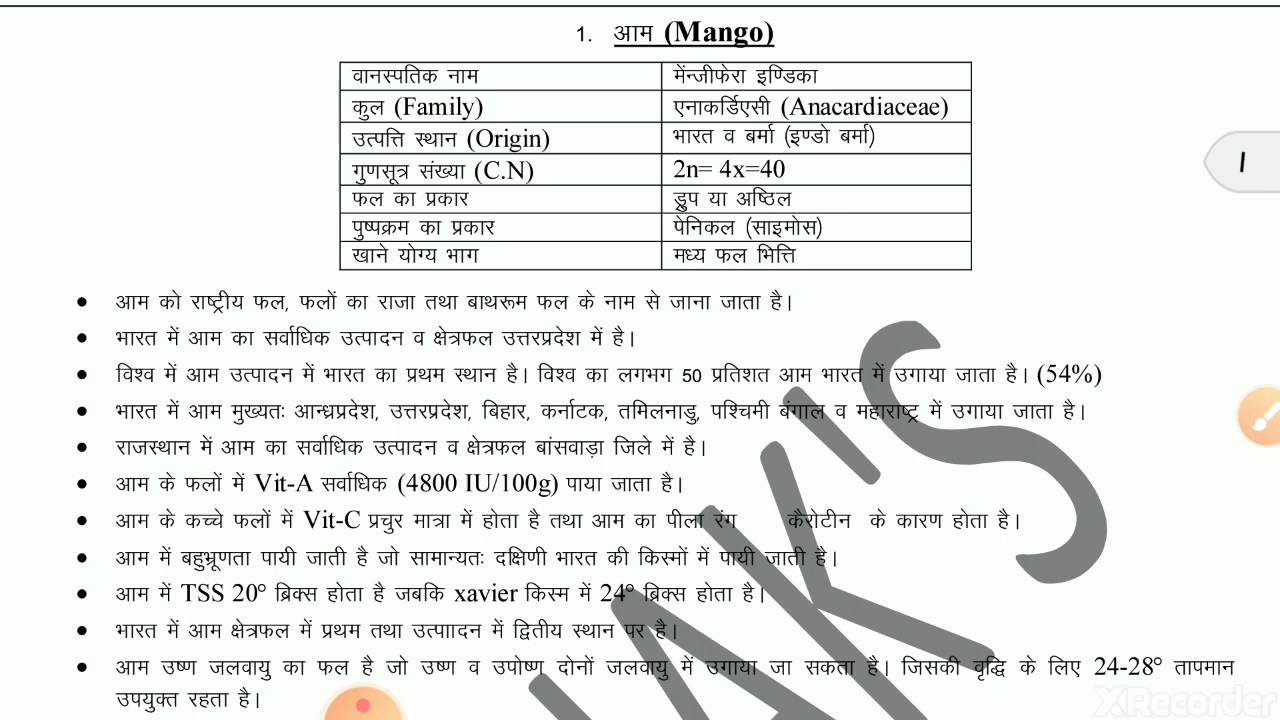 1. आम (Mango)
वानस्पतिक नाम मेंन्जीफेरा इण्डिका
कुल (Family) एनाकर्डिएसी (Anacardiaceae)
उत्पत्ति स्थान (Origin) भारत व बर्मा (इण्डो बर्मा)
गुणसूत्र संख्या (C.N) 2n= 4x=40
फल का प्रकार ड्रुप या अष्ठिल
पुष्पक्रम का प्रकार पेनिकल (साइमोस)
खाने योग्य भाग मध्य फल भित्ति
• आम को राष्ट्रीय फल, फलों का राजा तथा बाथरूम फल के नाम से जाना जाता है।
• भारत में आम का सर्वाधिक उत्पादन व क्षेत्रफल उत्तरप्रदेश में है।
• विश्व में आम उत्पादन में भारत का प्रथम स्थान है। विश्व का लगभग 50 प्रतिशत आम भारत में उगाया जाता है। (54%)
• भारत में आम मुख्यतः आन्ध्रप्रदेश, उत्तरप्रदेश, बिहार, कर्नाटक, तमिलनाडु, पश्चिमी बंगाल व महाराष्ट्र में उगाया जाता है।
• राजस्थान में आम का सर्वाधिक उत्पादन व क्षेत्रफल बांसवाड़ा जिले में है।
• आम के फलों में Vit-A सर्वाधिक (4800 IU/100g) पाया जाता है।
• आम के कच्चे फलों में Vit-C प्रचुर मात्रा में होता है तथा आम का पीला रंग कैरोटीन के कारण होता है।
• आम में बहुभ्रूणता पायी जाती है जो सामान्यतः दक्षिणी भारत की किस्मों में पायी जाती है।
• आम में TSS 20° ब्रिक्स होता है जबकि xavier किस्म में 24° ब्रिक्स होता है।
• भारत में आम क्षेत्रफल में प्रथम तथा उत्पाादन में द्वितीय स्थान पर है।
• आम उष्ण जलवायु का फल है जो उष्ण व उपोष्ण दोनों जलवायु में उगाया जा सकता है। जिसकी वृद्धि के लिए 24-28° तापमान
उपयुक्त रहता है।
1
AK'S
XRecorder